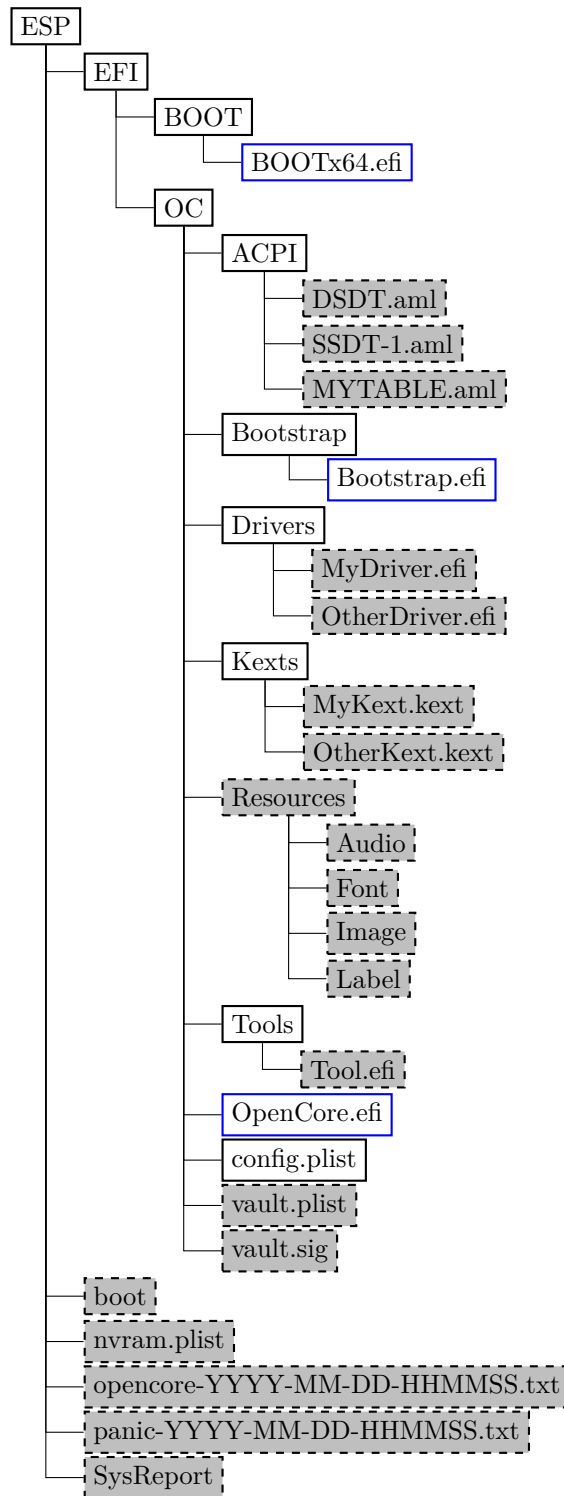 ESP
EFI
BOOT
BOOTx64.efi
OC
ACPI
DSDT.aml
SSDT-1.aml
MYTABLE.aml
Bootstrap
Bootstrap.efi
Drivers
MyDriver.efi
OtherDriver.efi
Kexts
MyKext.kext
OtherKext.kext
Resources
Audio
Font
Image
Label
Tools
Tool.efi
OpenCore.efi
config.plist
vault.plist
vault.sig
boot
nvram.plist
opencore-YYYY-MM-DD-HHMMSS.txt
panic-YYYY-MM-DD-HHMMSS.txt
SysReport